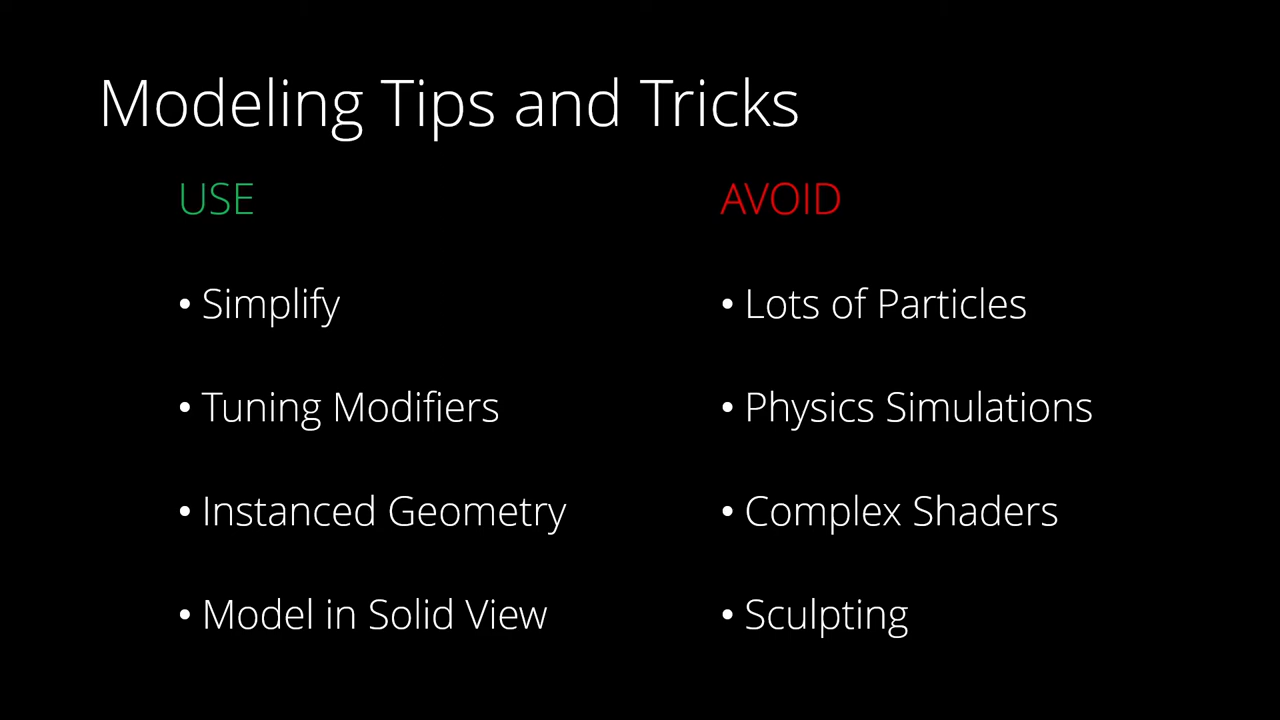 Modeling Tips and Tricks
USE
• Simplify
• Tuning Modifiers
• Instanced Geometry
• Model in Solid View
AVOID
• Lots of Particles
• Physics Simulations
• Complex Shaders
• Sculpting